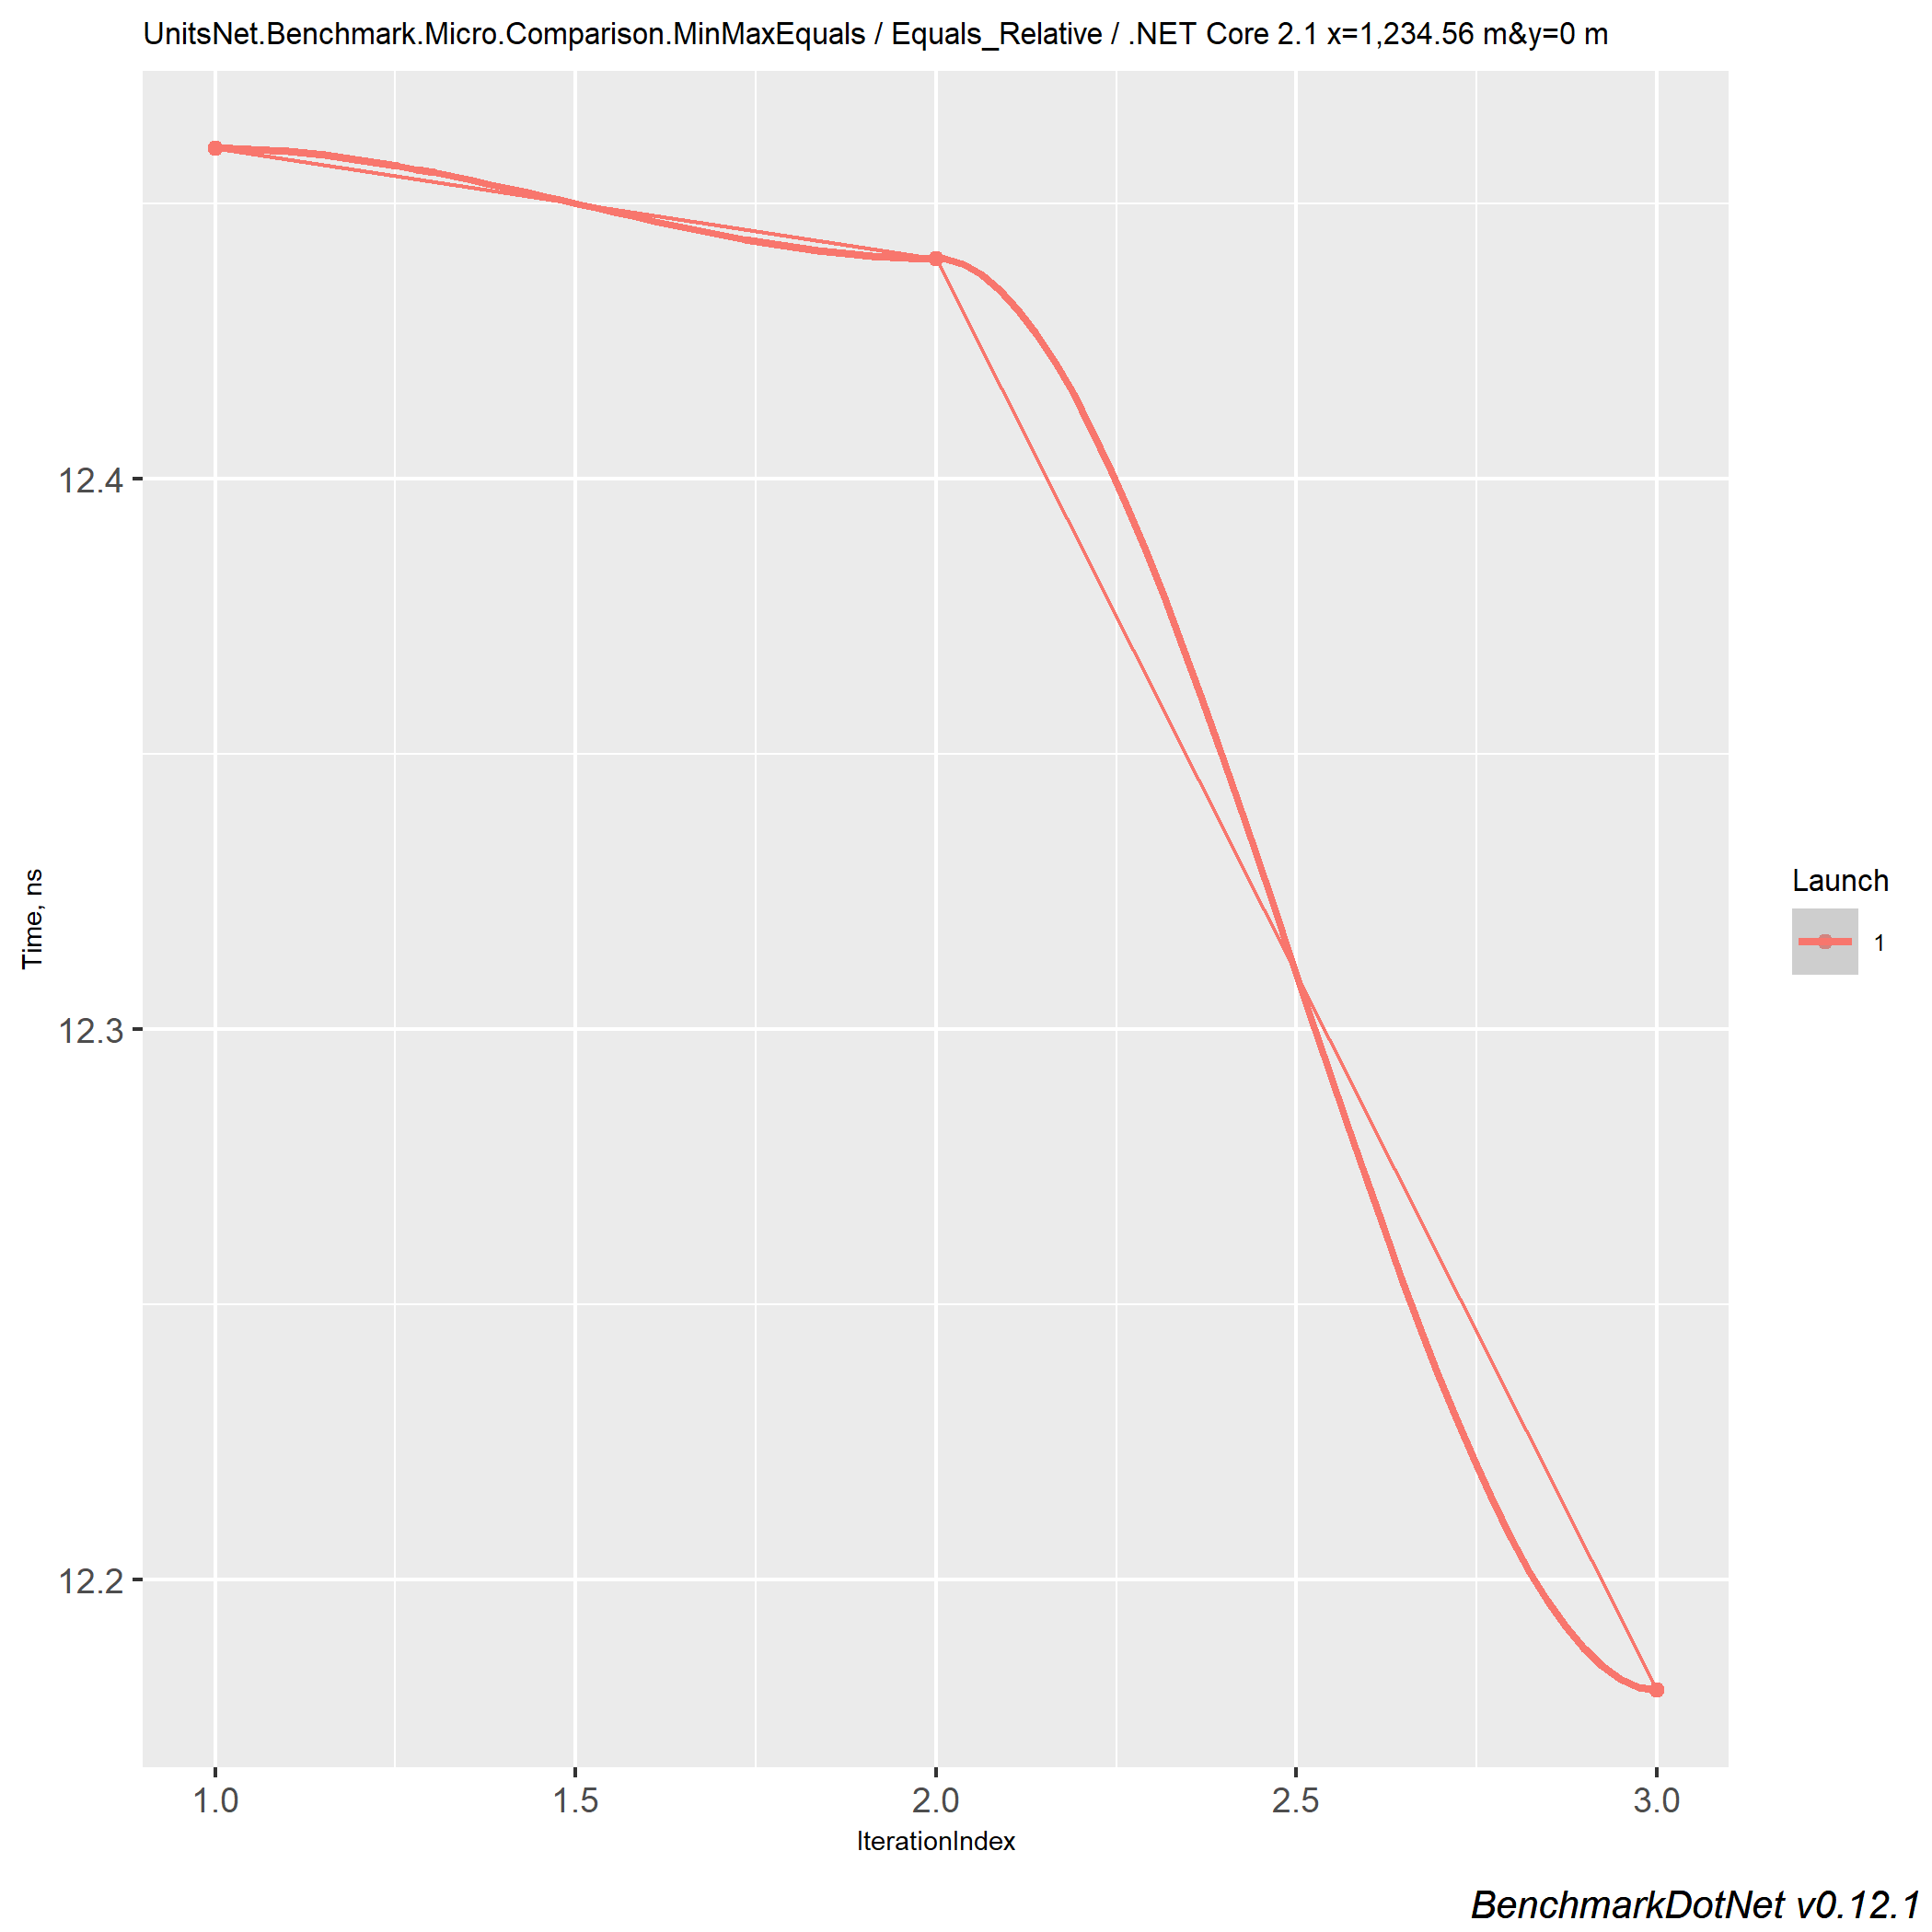 UnitsNet.Benchmark.Micro.Comparison.MinMaxEquals / Equals_Relative / .NET Core 2.1 x=1,234.56 m&y=0 m
12.4
12.3
12.2
Time, ns
1.0 1.5 2.0 2.5 3.0
IterationIndex
Launch
1
BenchmarkDotNet v0.12.1